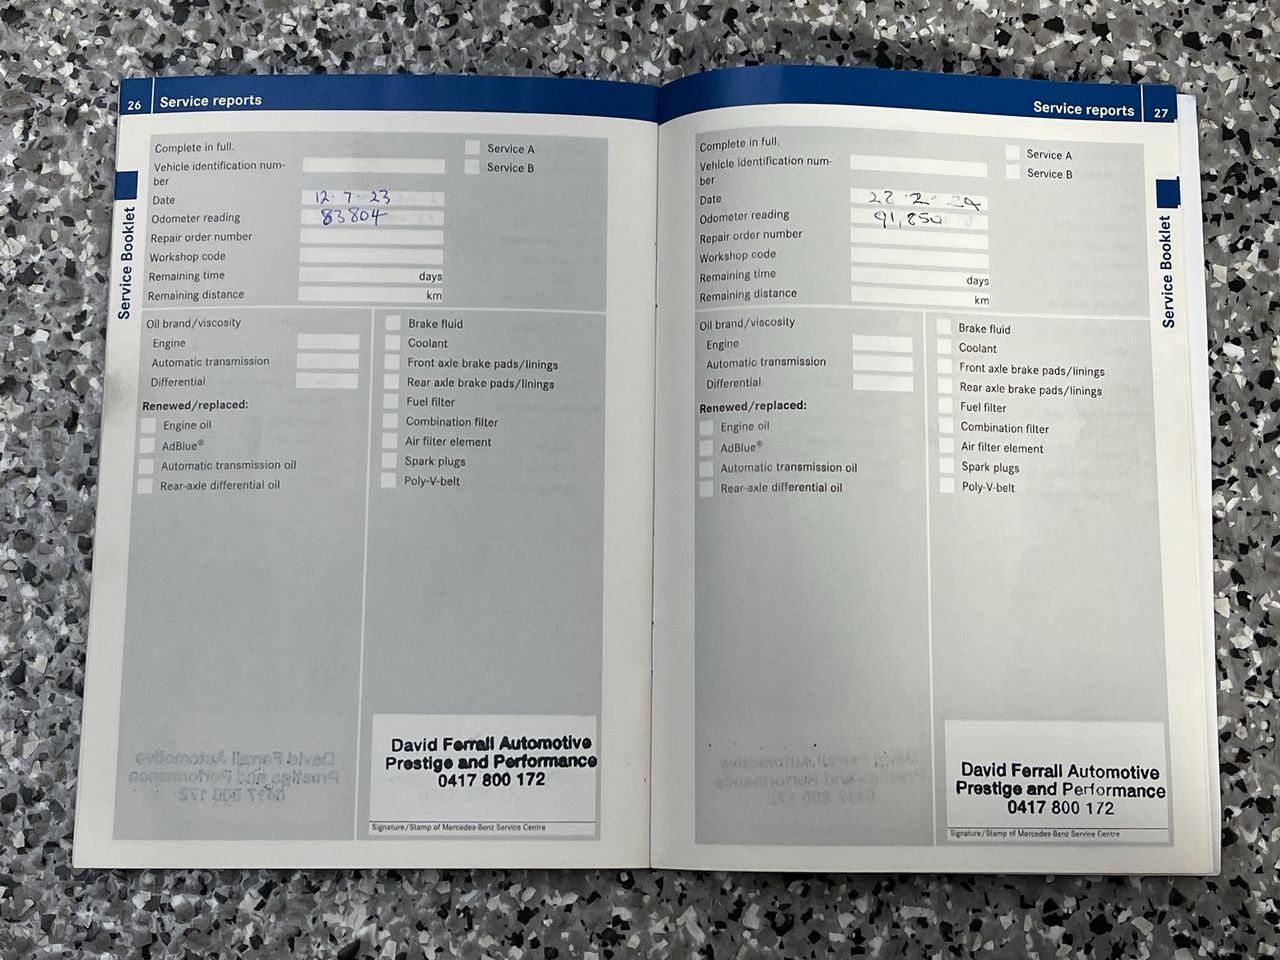 26 Service reports
Complete in full.
Vehicle identification num-
ber
Service A
Service B
Date 12.7.23
Odometer reading 83804
Repair order number
Workshop code
Remaining time days
Remaining distance km
Oil brand/viscosity
Engine
Automatic transmission
Differential
Renewed/replaced:
Engine oil
AdBlue®
Automatic transmission oil
Rear-axle differential oil
Brake fluid
Coolant
Front axle brake pads/linings
Rear axle brake pads/linings
Fuel filter
Combination filter
Air filter element
Spark plugs
Poly-V-belt
David Ferrall Automotive
Prestige and Performance
0417 800 172
Signature/Stamp of Mercedes-Benz Service Centre
Service Booklet
Service reports 27
Complete in full.
Vehicle identification num-
ber
Service A
Service B
Date 22.2.24
Odometer reading 91,850
Repair order number
Workshop code
Remaining time days
Remaining distance km
Oil brand/viscosity
Engine
Automatic transmission
Differential
Renewed/replaced:
Engine oil
AdBlue®
Automatic transmission oil
Rear-axle differential oil
Brake fluid
Coolant
Front axle brake pads/linings
Rear axle brake pads/linings
Fuel filter
Combination filter
Air filter element
Spark plugs
Poly-V-belt
David Ferrall Automotive
Prestige and Performance
0417 800 172
Signature/Stamp of Mercedes-Benz Service Centre
Service Booklet